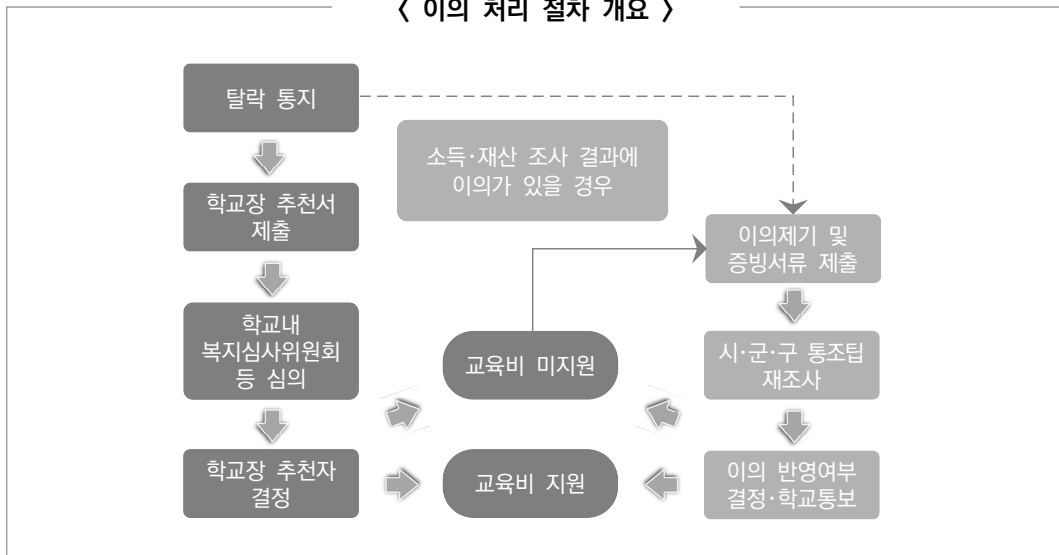 〈 이의 처리 절차 개요 〉
탈락 통지
소득·재산 조사 결과에
이의가 있을 경우
학교장 추천서
제출
이의제기 및
증빙서류 제출
학교내
복지심사위원회
등 심의
교육비 미지원
시·군·구 통조팀
재조사
학교장 추천자
결정
교육비 지원
이의 반영여부
결정·학교통보